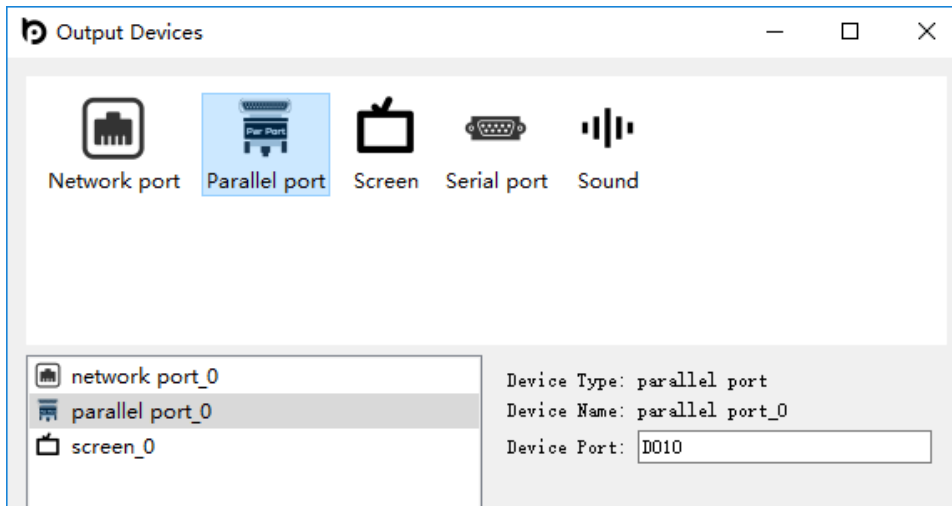 Output Devices
Par Port
Network port Parallel port Screen Serial port Sound
network port_0
parallel port_0
screen_0
Device Type: parallel port
Device Name: parallel port_0
Device Port: D010